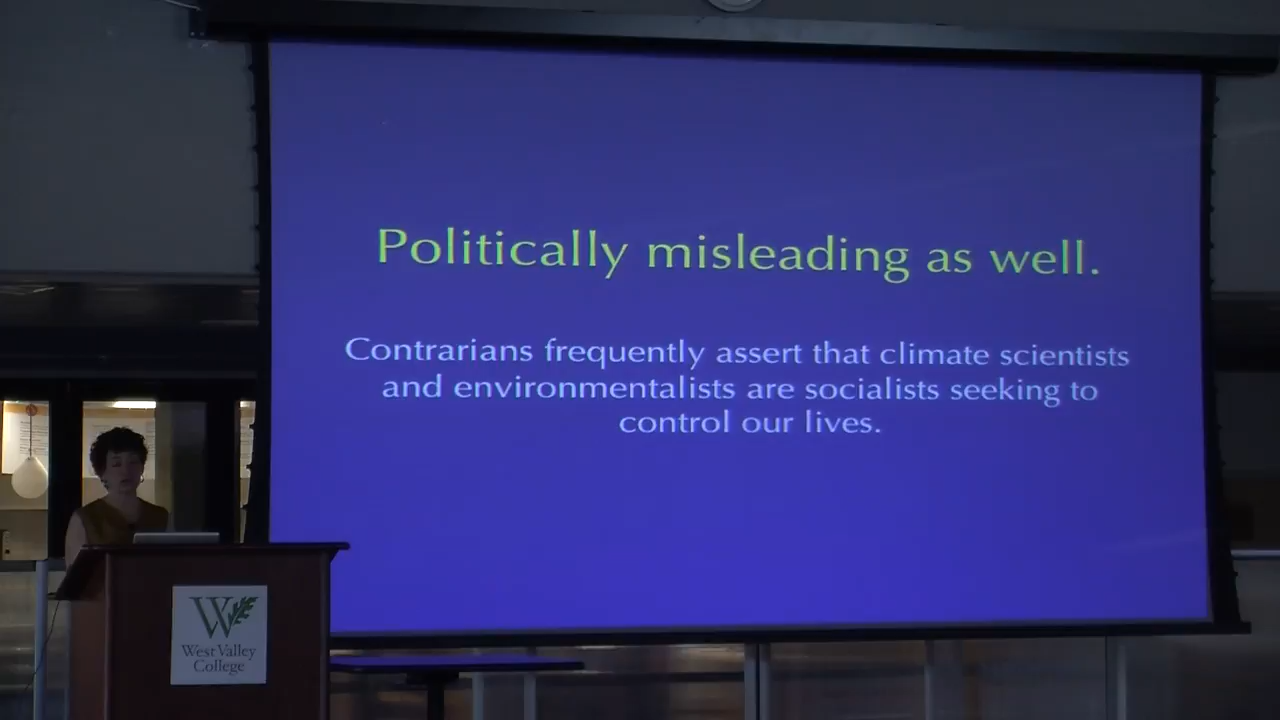 Politically misleading as well.
Contrarians frequently assert that climate scientists
and environmentalists are socialists seeking to
control our lives.
W
West Valley
College